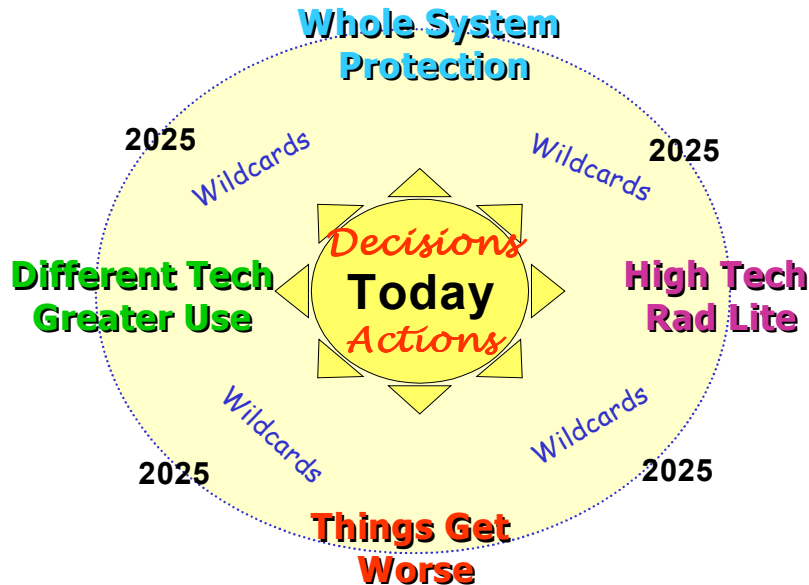 Whole System
Protection
2025
Wildcards
Wildcards
2025
Decisions
Different Tech
Greater Use
Today
High Tech
Rad Lite
Actions
Wildcards
Wildcards
2025
2025
Things Get
Worse